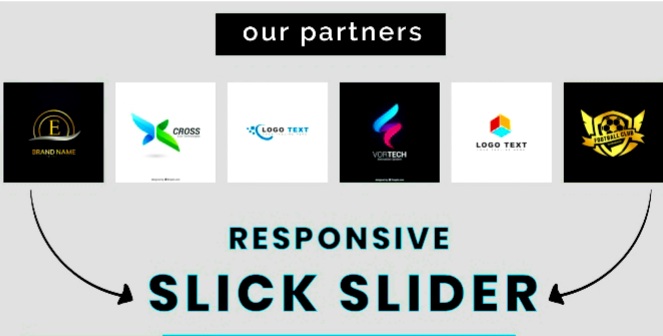 our partners
E
BRAND NAME
CROSS
LOGO TEXT
VORTECH
LOGO TEXT
FOOTBALL CLUB
RESPONSIVE
SLICK SLIDER